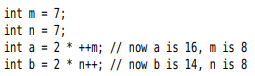 int m = 7;
int n = 7;
int a = 2 * ++m; // now a is 16, m is 8
int b = 2 * n++; // now b is 14, n is 8